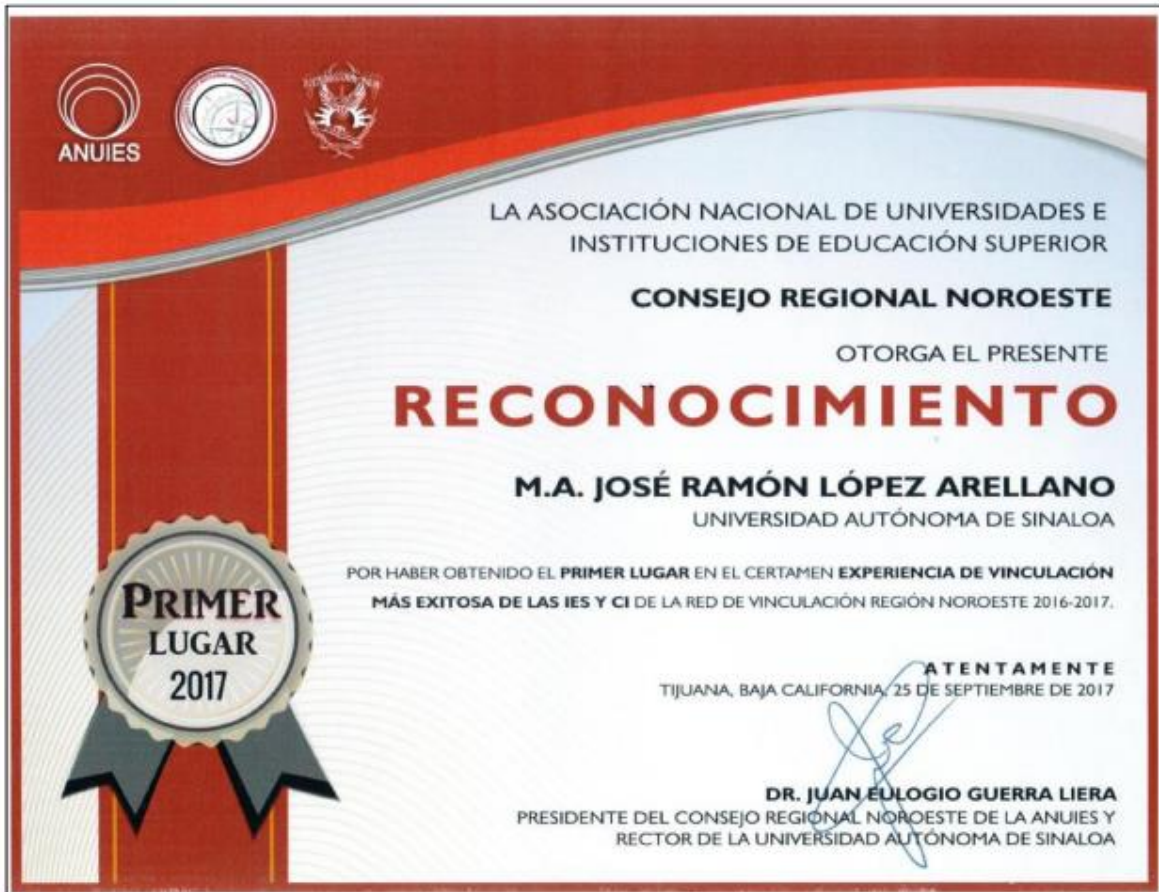 ANUIES
LA ASOCIACIÓN NACIONAL DE UNIVERSIDADES E
INSTITUCIONES DE EDUCACIÓN SUPERIOR
CONSEJO REGIONAL NOROESTE
OTORGA EL PRESENTE
RECONOCIMIENTO
M.A. JOSÉ RAMÓN LÓPEZ ARELLANO
UNIVERSIDAD AUTÓNOMA DE SINALOA
POR HABER OBTENIDO EL PRIMER LUGAR EN EL CERTAMEN EXPERIENCIA DE VINCULACIÓN
MÁS EXITOSA DE LAS IES Y CI DE LA RED DE VINCULACIÓN REGIÓN NOROESTE 2016-2017.
PRIMER
LUGAR
2017
ATENTAMENTE
TIJUANA, BAJA CALIFORNIA, 25 DE SEPTIEMBRE DE 2017
DR. JUAN EULOGIO GUERRA LIERA
PRESIDENTE DEL CONSEJO REGIONAL NOROESTE DE LA ANUIES Y
RECTOR DE LA UNIVERSIDAD AUTÓNOMA DE SINALOA